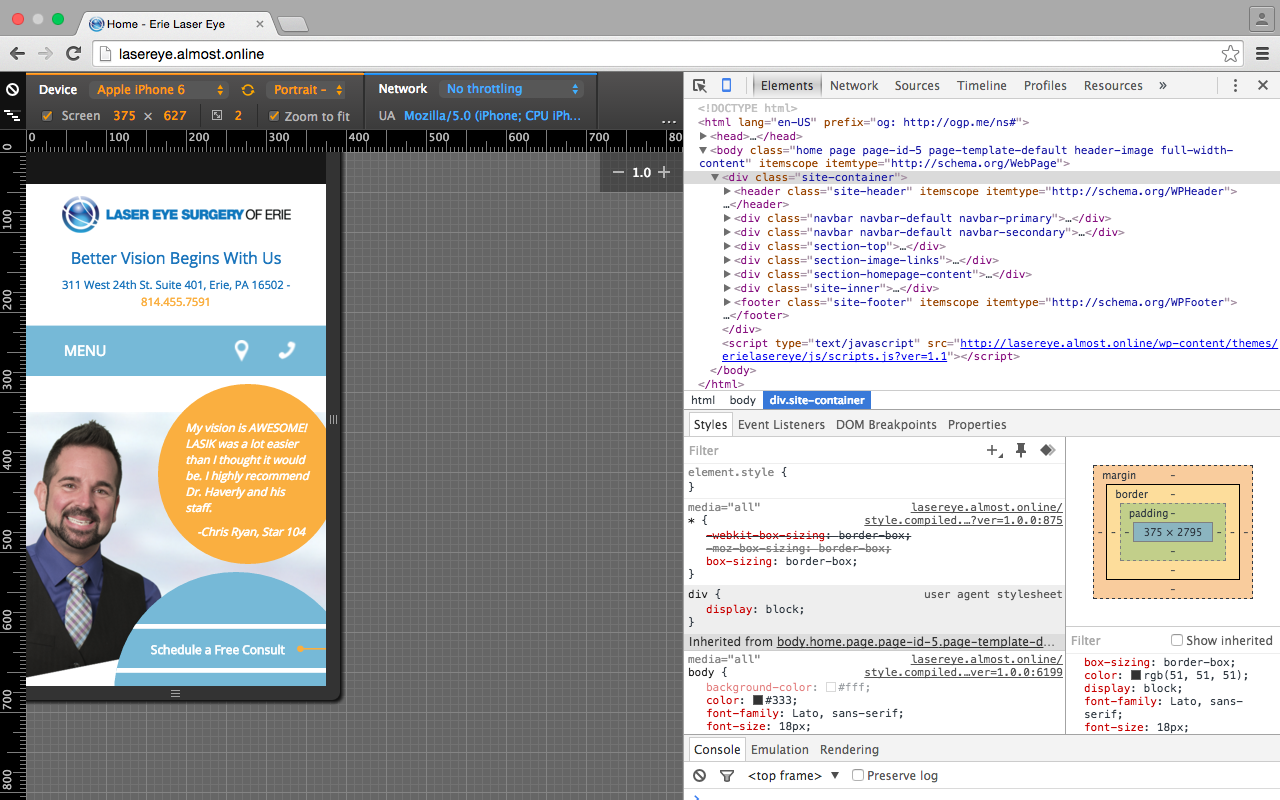 Home - Erie Laser Eye
lasereye.almost.online
Device Apple iPhone 6 Portrait - Network No throttling
Screen 375 × 627 2 Zoom to fit UA Mozilla/5.0 (iPhone; CPU iPh... ...
0 100 200 300 400 500 600 700 80
0
100
200
300
400
500
600
700
800
− 1.0 +
LASER EYE SURGERY OF ERIE
Better Vision Begins With Us
311 West 24th St. Suite 401, Erie, PA 16502 -
814.455.7591
MENU
My vision is AWESOME!
LASIK was a lot easier
than I thought it would
be. I highly recommend
Dr. Haverly and his
staff.
-Chris Ryan, Star 104
Schedule a Free Consult
Elements Network Sources Timeline Profiles Resources »
<!DOCTYPE html>
<html lang="en-US" prefix="og: http://ogp.me/ns#">
<head>…</head>
<body class="home page page-id-5 page-template-default header-image full-width-
content" itemscope itemtype="http://schema.org/WebPage">
<div class="site-container">
<header class="site-header" itemscope itemtype="http://schema.org/WPHeader">
…</header>
<div class="navbar navbar-default navbar-primary">…</div>
<div class="navbar navbar-default navbar-secondary">…</div>
<div class="section-top">…</div>
<div class="section-image-links">…</div>
<div class="section-homepage-content">…</div>
<div class="site-inner">…</div>
<footer class="site-footer" itemscope itemtype="http://schema.org/WPFooter">
…</footer>
</div>
<script type="text/javascript" src="http://lasereye.almost.online/wp-content/themes/
erielasereye/js/scripts.js?ver=1.1"></script>
</body>
</html>
html body div.site-container
Styles Event Listeners DOM Breakpoints Properties
Filter
element.style {
}
media="all" lasereye.almost.online/
* { style.compiled.…?ver=1.0.0:875
-webkit-box-sizing: border-box;
-moz-box-sizing: border-box;
box-sizing: border-box;
}
div { user agent stylesheet
display: block;
}
Inherited from body.home.page.page-id-5.page-template-d…
media="all" lasereye.almost.online/
body { style.compiled.…ver=1.0.0:6199
background-color: #fff;
color: #333;
font-family: Lato, sans-serif;
font-size: 18px;
margin -
border -
padding -
- - - 375 × 2795 - - -
-
-
-
Filter Show inherited
box-sizing: border-box;
color: rgb(51, 51, 51);
display: block;
font-family: Lato, sans-
serif;
font-size: 18px;
Console Emulation Rendering
<top frame> ▼ Preserve log